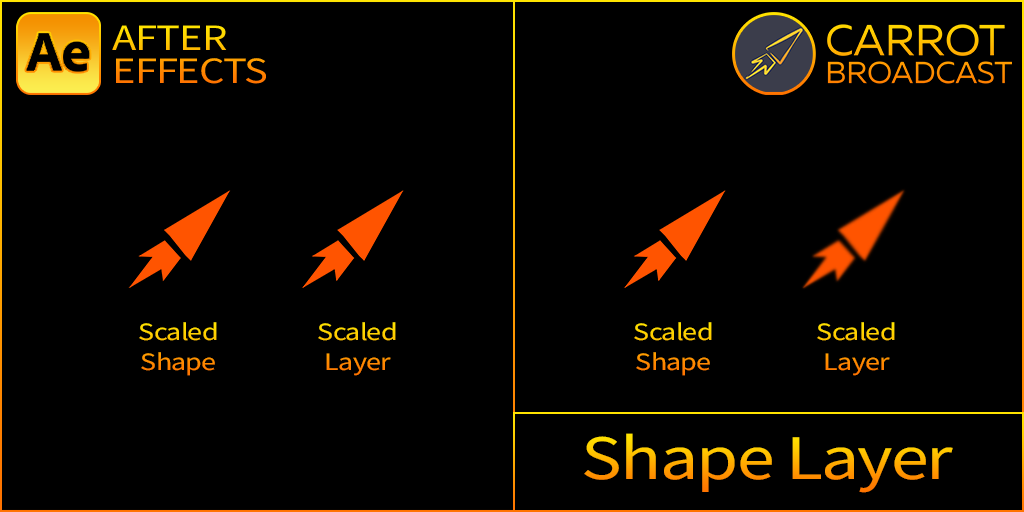 Ae
AFTER
EFFECTS
Scaled
Shape
Scaled
Layer
CARROT
BROADCAST
Scaled
Shape
Scaled
Layer
Shape Layer